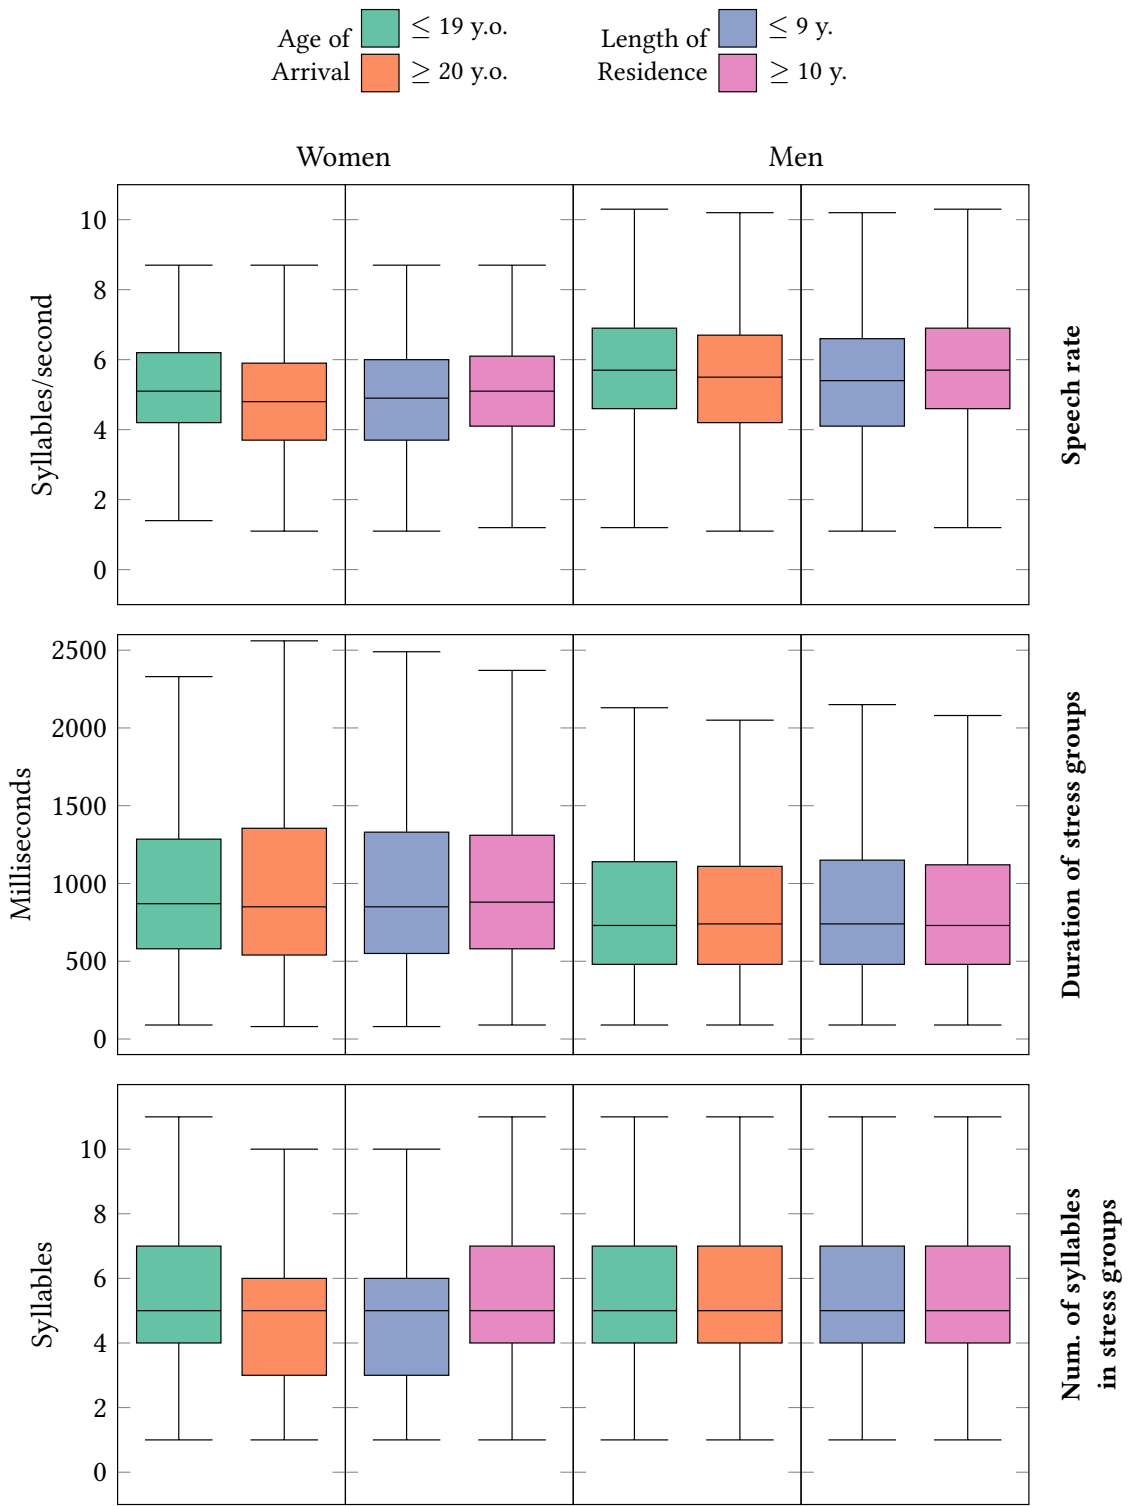 Age of
Arrival
≤ 19 y.o.
≥ 20 y.o.
Length of
Residence
≤ 9 y.
≥ 10 y.
Women
Men
10
8
6
4
2
0
Syllables/second
Speech rate
2500
2000
1500
1000
500
0
Milliseconds
Duration of stress groups
10
8
6
4
2
0
Syllables
Num. of syllables
in stress groups